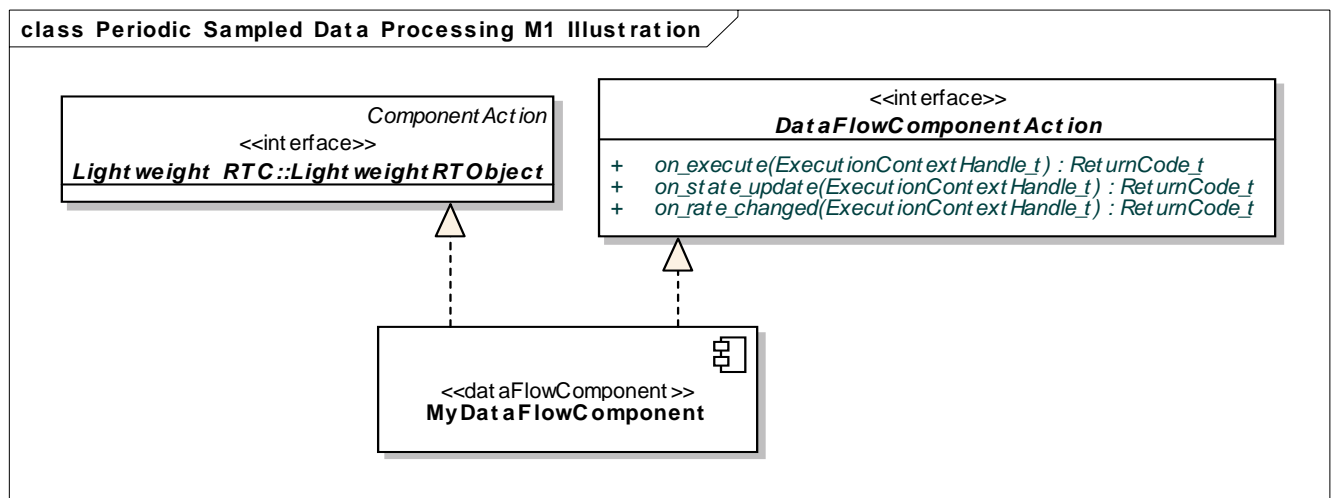 class Periodic Sampled Data Processing M1 Illustration
ComponentAction
<<interface>>
Lightweight RTC::LightweightRTObject
<<interface>>
DataFlowComponentAction
+ on_execute(ExecutionContextHandle_t) : ReturnCode_t
+ on_state_update(ExecutionContextHandle_t) : ReturnCode_t
+ on_rate_changed(ExecutionContextHandle_t) : ReturnCode_t
<<dataFlowComponent>>
MyDataFlowComponent